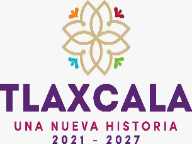 TLAXCALA
UNA NUEVA HISTORIA
2021 - 2027